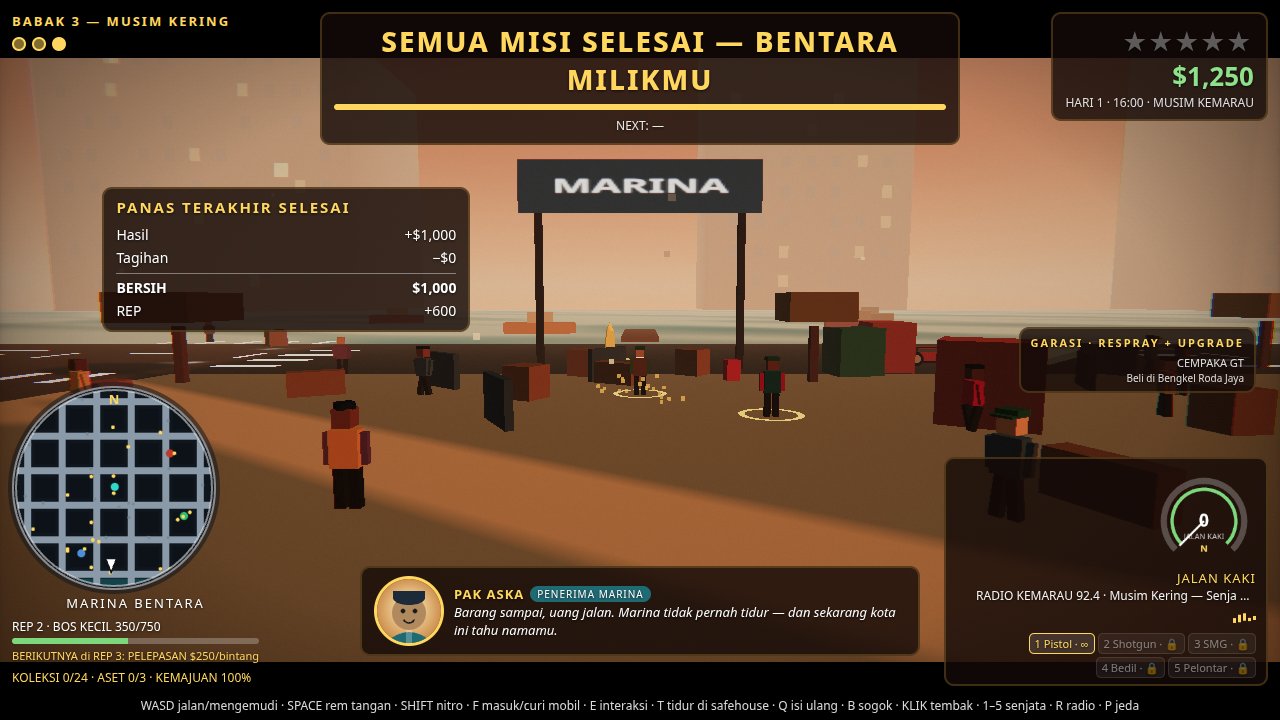 BABAK 3 — MUSIM KERING
SEMUA MISI SELESAI — BENTARA
MILIKMU
NEXT: —
★★★★★
$1,250
HARI 1 · 16:00 · MUSIM KEMARAU
MARINA
PANAS TERAKHIR SELESAI
Hasil +$1,000
Tagihan −$0
BERSIH $1,000
REP +600
GARASI · RESPRAY + UPGRADE
CEMPAKA GT
Beli di Bengkel Roda Jaya
N
MARINA BENTARA
REP 2 · BOS KECIL 350/750
BERIKUTNYA di REP 3: PELEPASAN $250/bintang
KOLEKSI 0/24 · ASET 0/3 · KEMAJUAN 100%
PAK ASKA PENERIMA MARINA
Barang sampai, uang jalan. Marina tidak pernah tidur — dan sekarang kota
ini tahu namamu.
0
JALAN KAKI
N
JALAN KAKI
RADIO KEMARAU 92.4 · Musim Kering — Senja ...
1 Pistol · ∞ 2 Shotgun · 🔒 3 SMG · 🔒
4 Bedil · 🔒 5 Pelontar · 🔒
WASD jalan/mengemudi · SPACE rem tangan · SHIFT nitro · F masuk/curi mobil · E interaksi · T tidur di safehouse · Q isi ulang · B sogok · KLIK tembak · 1–5 senjata · R radio · P jeda